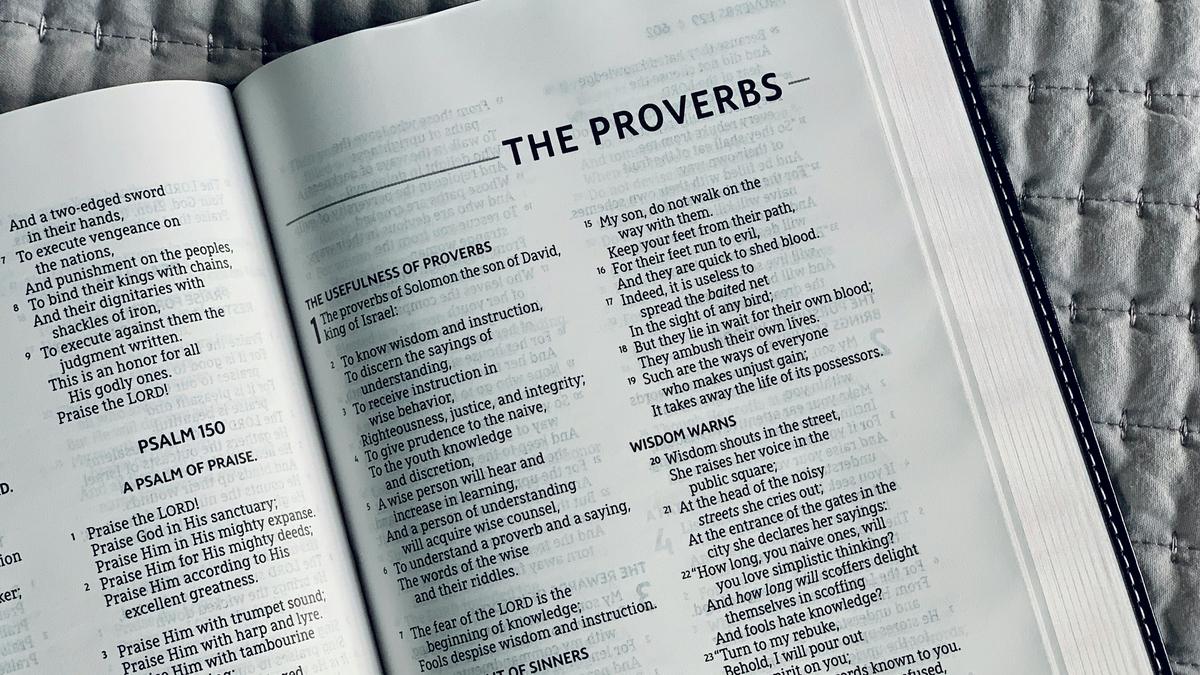 And a two-edged sword
in their hands,
7 To execute vengeance on
the nations,
And punishment on the peoples,
8 To bind their kings with chains,
And their dignitaries with
shackles of iron,
9 To execute against them the
judgment written.
This is an honor for all
His godly ones.
Praise the LORD!
PSALM 150
A PSALM OF PRAISE.
1 Praise the LORD!
Praise God in His sanctuary;
Praise Him in His mighty expanse.
2 Praise Him for His mighty deeds;
Praise Him according to His
excellent greatness.
3 Praise Him with trumpet sound;
Praise Him with harp and lyre.
Him with tambourine
THE PROVERBS
THE USEFULNESS OF PROVERBS
1 The proverbs of Solomon the son of David,
king of Israel:
2 To know wisdom and instruction,
To discern the sayings of
understanding,
3 To receive instruction in
wise behavior,
Righteousness, justice, and integrity;
4 To give prudence to the naive,
To the youth knowledge
and discretion,
5 A wise person will hear and
increase in learning,
And a person of understanding
will acquire wise counsel,
6 To understand a proverb and a saying,
The words of the wise
and their riddles.
7 The fear of the LORD is the
beginning of knowledge;
Fools despise wisdom and instruction.
OF SINNERS
15 My son, do not walk on the
way with them.
Keep your feet from their path,
16 For their feet run to evil,
And they are quick to shed blood.
17 Indeed, it is useless to
spread the baited net
In the sight of any bird;
18 But they lie in wait for their own blood;
They ambush their own lives.
19 Such are the ways of everyone
who makes unjust gain;
It takes away the life of its possessors.
WISDOM WARNS
20 Wisdom shouts in the street,
She raises her voice in the
public square;
21 At the head of the noisy
streets she cries out;
At the entrance of the gates in the
city she declares her sayings:
22 "How long, you naive ones, will
you love simplistic thinking?
And how long will scoffers delight
themselves in scoffing
And fools hate knowledge?
23 "Turn to my rebuke,
Behold, I will pour out
on you;
known to you.